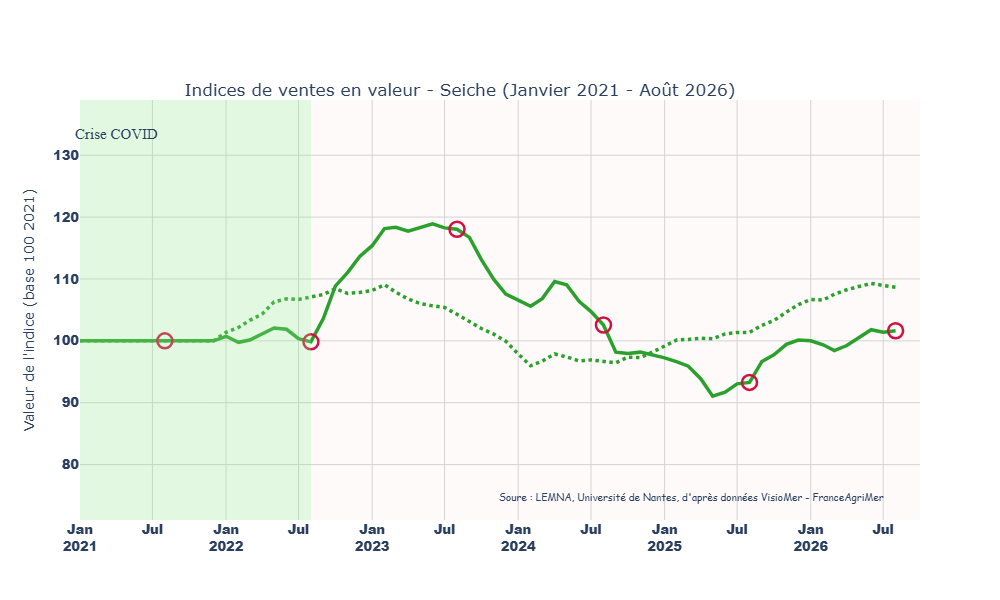 Indices de ventes en valeur - Seiche (Janvier 2021 - Août 2026)
Crise COVID
Valeur de l'indice (base 100 2021)
130
120
110
100
90
80
Soure : LEMNA, Université de Nantes, d'après données VisioMer - FranceAgriMer
Jan Jul Jan Jul Jan Jul Jan Jul Jan Jul Jan Jul
2021 2022 2023 2024 2025 2026